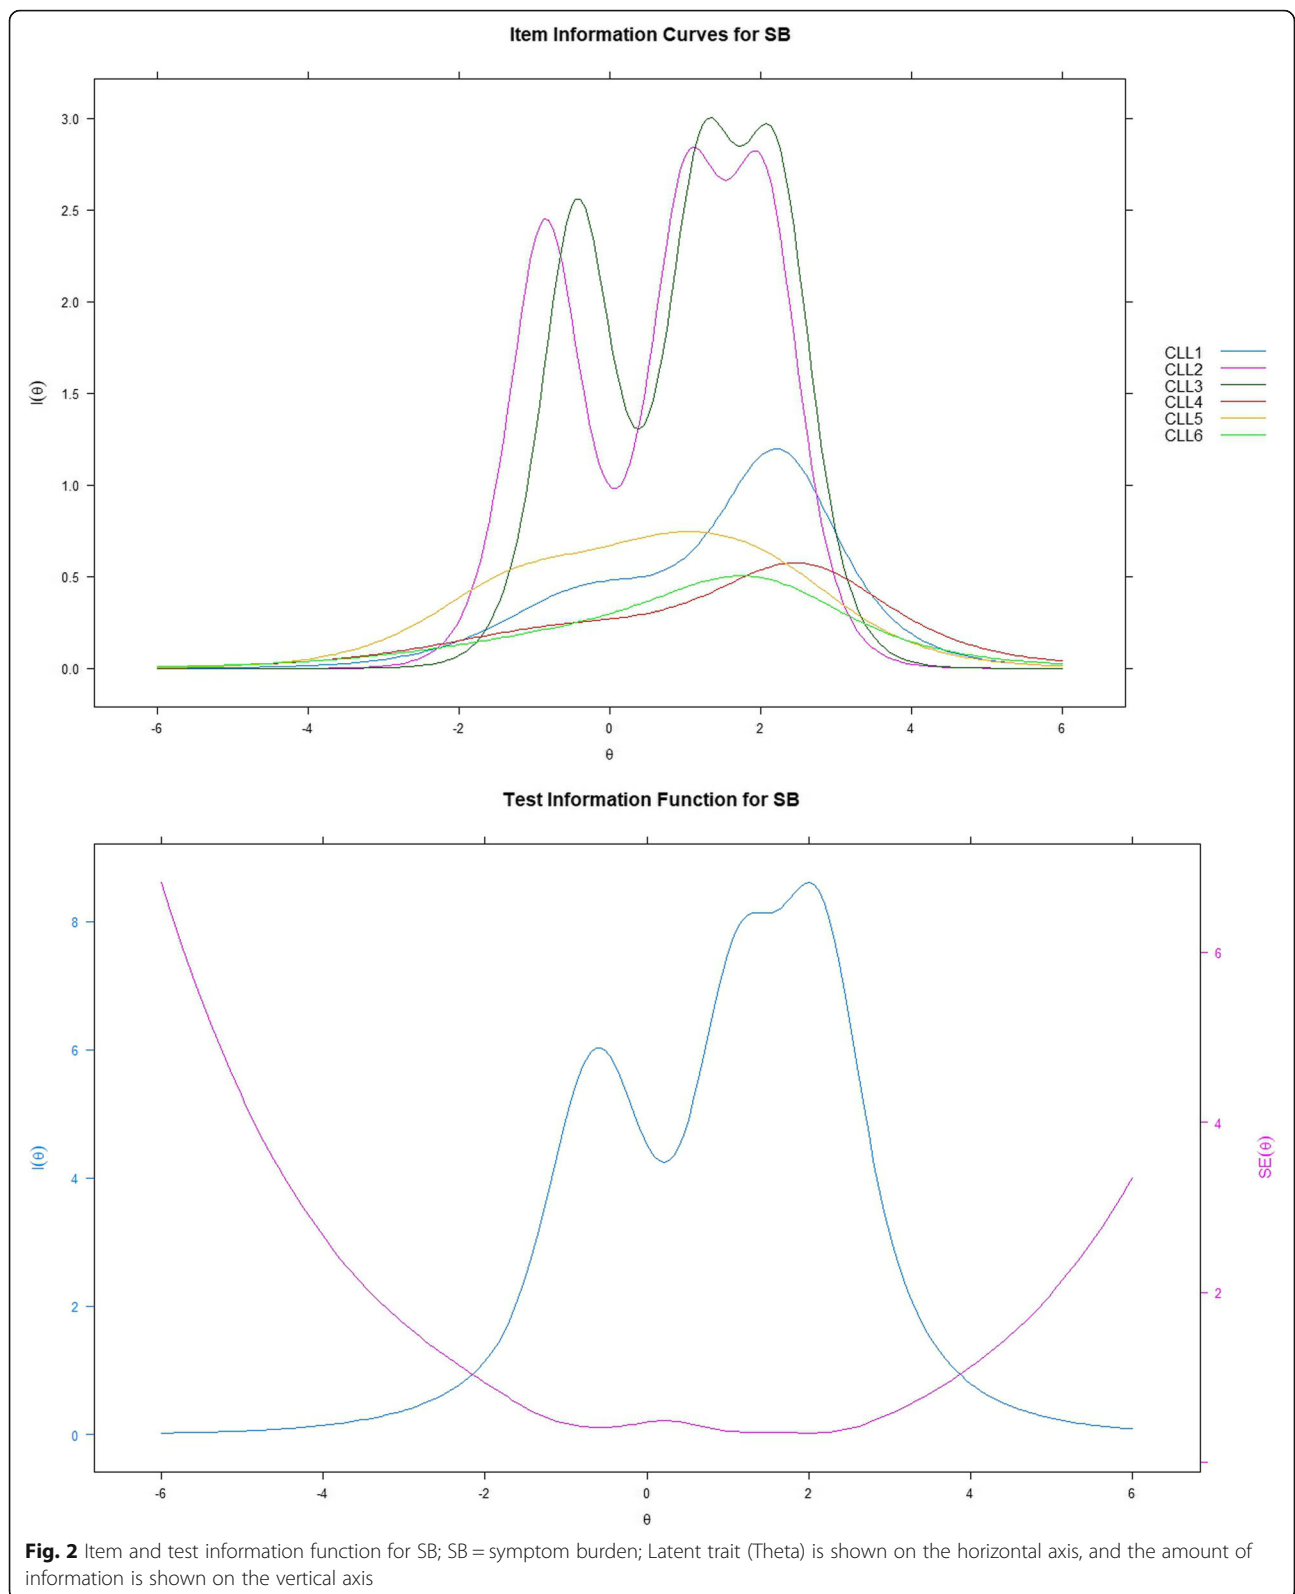 Item Information Curves for SB
3.0
2.5
2.0
1.5
1.0
0.5
0.0
I(θ)
-6 -4 -2 0 2 4 6
θ
CLL1
CLL2
CLL3
CLL4
CLL5
CLL6
Test Information Function for SB
8
6
4
2
0
I(θ)
6
4
2
SE(θ)
-6 -4 -2 0 2 4 6
θ
Fig. 2 Item and test information function for SB; SB = symptom burden; Latent trait (Theta) is shown on the horizontal axis, and the amount of
information is shown on the vertical axis